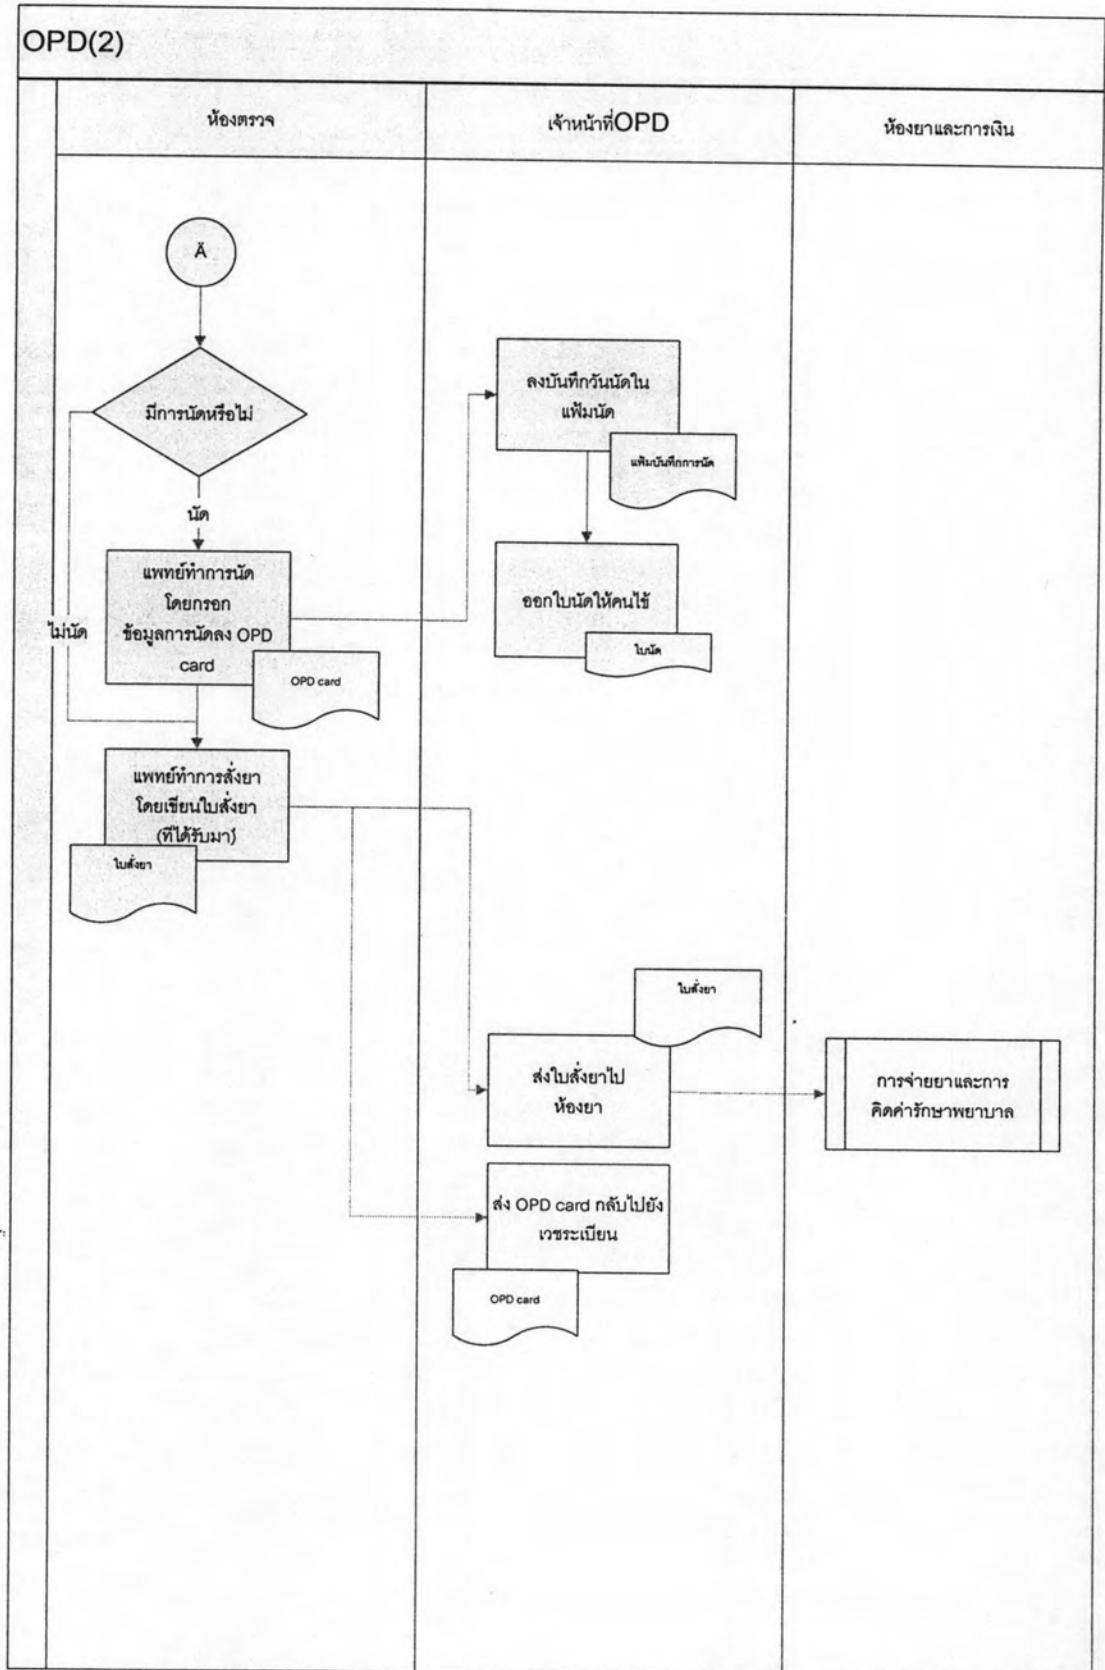 OPD(2)
ห้องตรวจ
เจ้าหน้าที่OPD
ห้องยาและการเงิน
Ä
มีการนัดหรือไม่
นัด
ไม่นัด
แพทย์ทำการนัด
โดยกรอก
ข้อมูลการนัดลง OPD
card
OPD card
ลงบันทึกวันนัดใน
แฟ้มนัด
แฟ้มบันทึกการนัด
ออกใบนัดให้คนไข้
ใบนัด
แพทย์ทำการสั่งยา
โดยเขียนใบสั่งยา
(ที่ได้รับมา)
ใบสั่งยา
ใบสั่งยา
ส่งใบสั่งยาไป
ห้องยา
การจ่ายยาและการ
คิดค่ารักษาพยาบาล
ส่ง OPD card กลับไปยัง
เวชระเบียน
OPD card